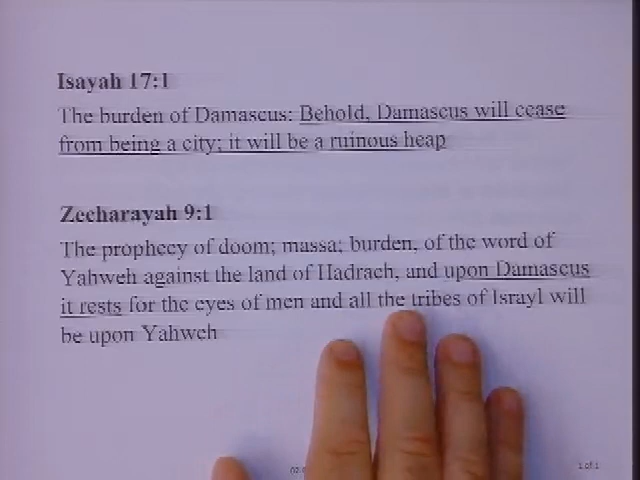 Isayah 17:1
The burden of Damascus: Behold, Damascus will cease
from being a city; it will be a ruinous heap
Zecharayah 9:1
The prophecy of doom; massa; burden, of the word of
Yahweh against the land of Hadrach, and upon Damascus
it rests for the eyes of men and all the tribes of Israyl will
be upon Yahweh
1 of 1